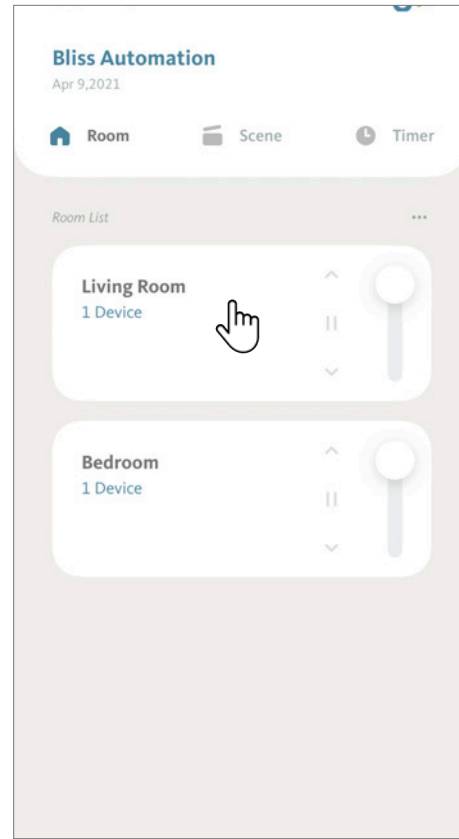 Bliss Automation
Apr 9,2021
Room Scene Timer
Room List
Living Room
1 Device
Bedroom
1 Device